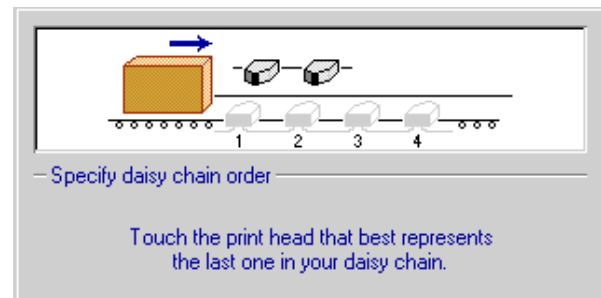 1 2 3 4
Specify daisy chain order
Touch the print head that best represents
the last one in your daisy chain.